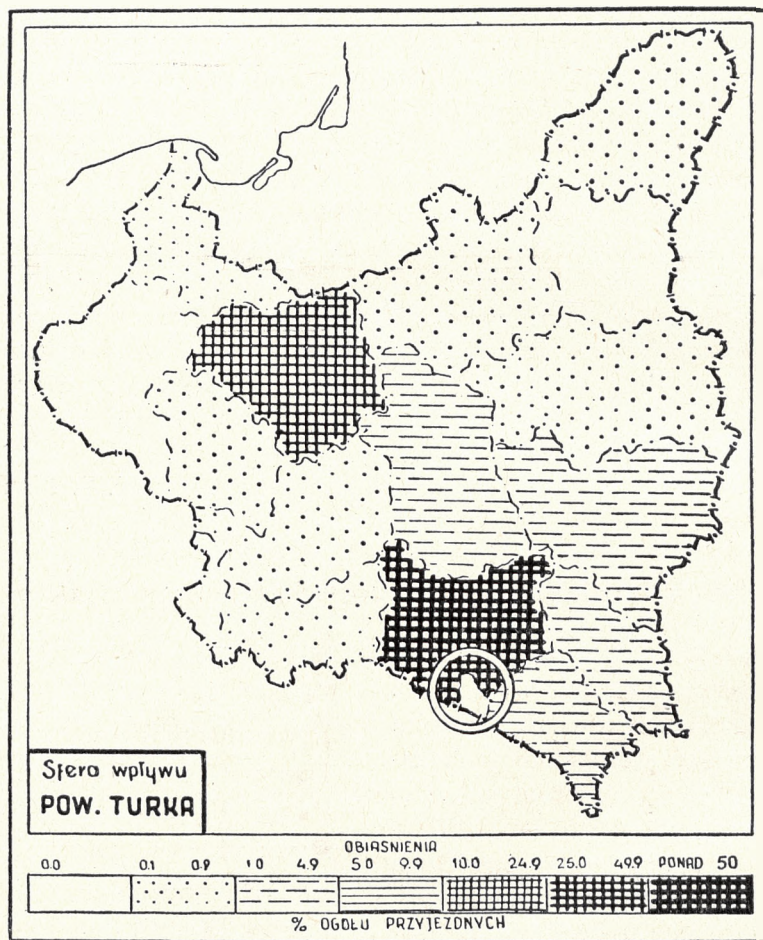 Sfera wpływu
POW. TURKA
OBIAŚNIENIA
0.0 0.1 0.9 1.0 4.9 5.0 9.9 10.0 24.9 25.0 49.9 PONAD 50
% OGÓŁU PRZYJEZDNYCH